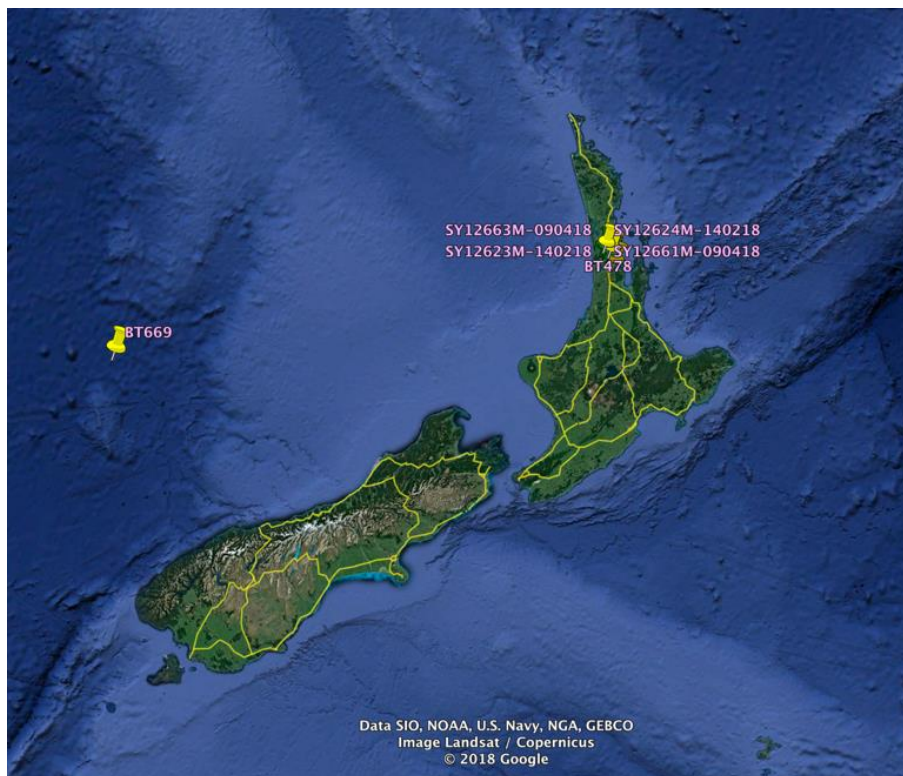 SY12663M-090418 SY12624M-140218
SY12623M-140218 SY12661M-090418
BT478
BT669
Data SIO, NOAA, U.S. Navy, NGA, GEBCO
Image Landsat / Copernicus
© 2018 Google